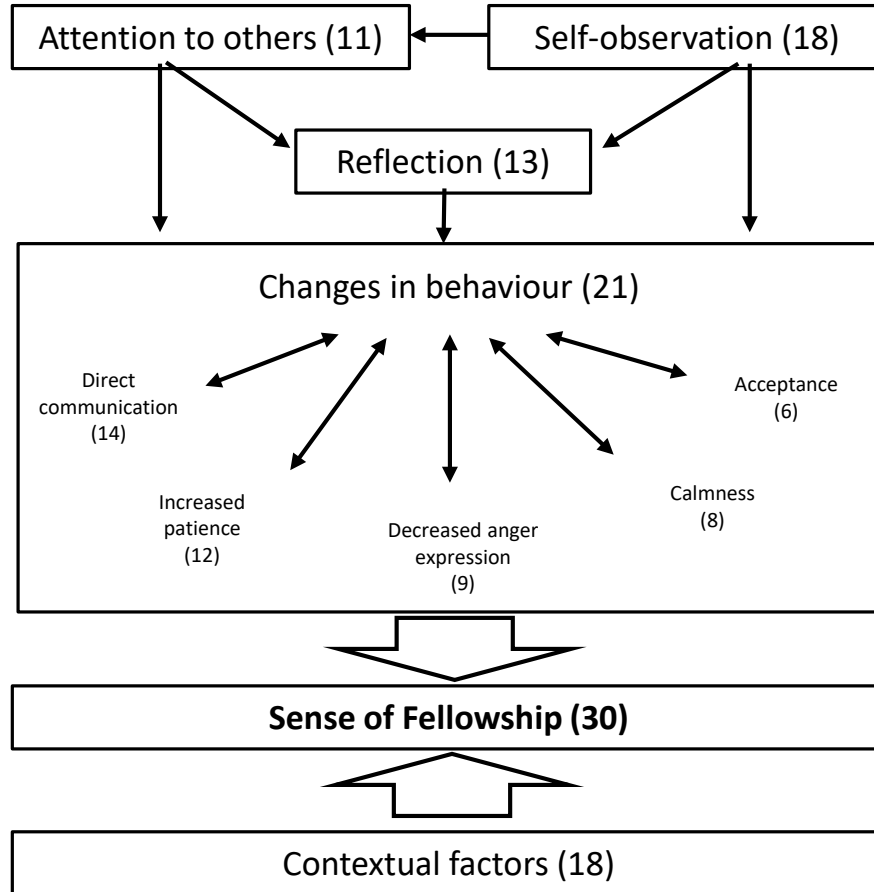 Attention to others (11)
Self-observation (18)
Reflection (13)
Changes in behaviour (21)
Direct
communication
(14)
Increased
patience
(12)
Decreased anger
expression
(9)
Calmness
(8)
Acceptance
(6)
Sense of Fellowship (30)
Contextual factors (18)